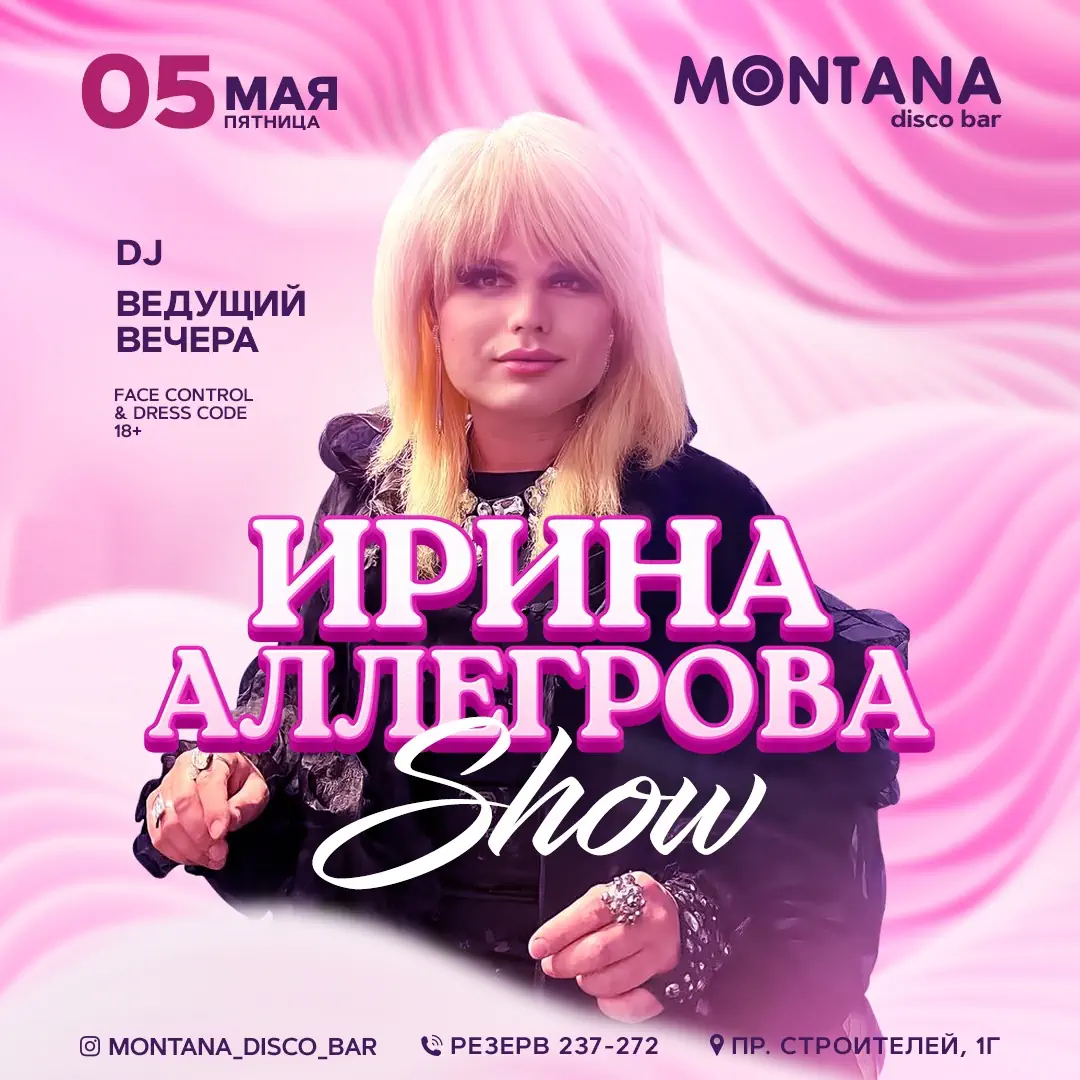 05 МАЯ
ПЯТНИЦА
MONTANA
disco bar
DJ
ВЕДУЩИЙ
ВЕЧЕРА
FACE CONTROL
& DRESS CODE
18+
ИРИНА
АЛЛЕГРОВА
Show
MONTANA_DISCO_BAR
РЕЗЕРВ 237-272
ПР. СТРОИТЕЛЕЙ, 1Г